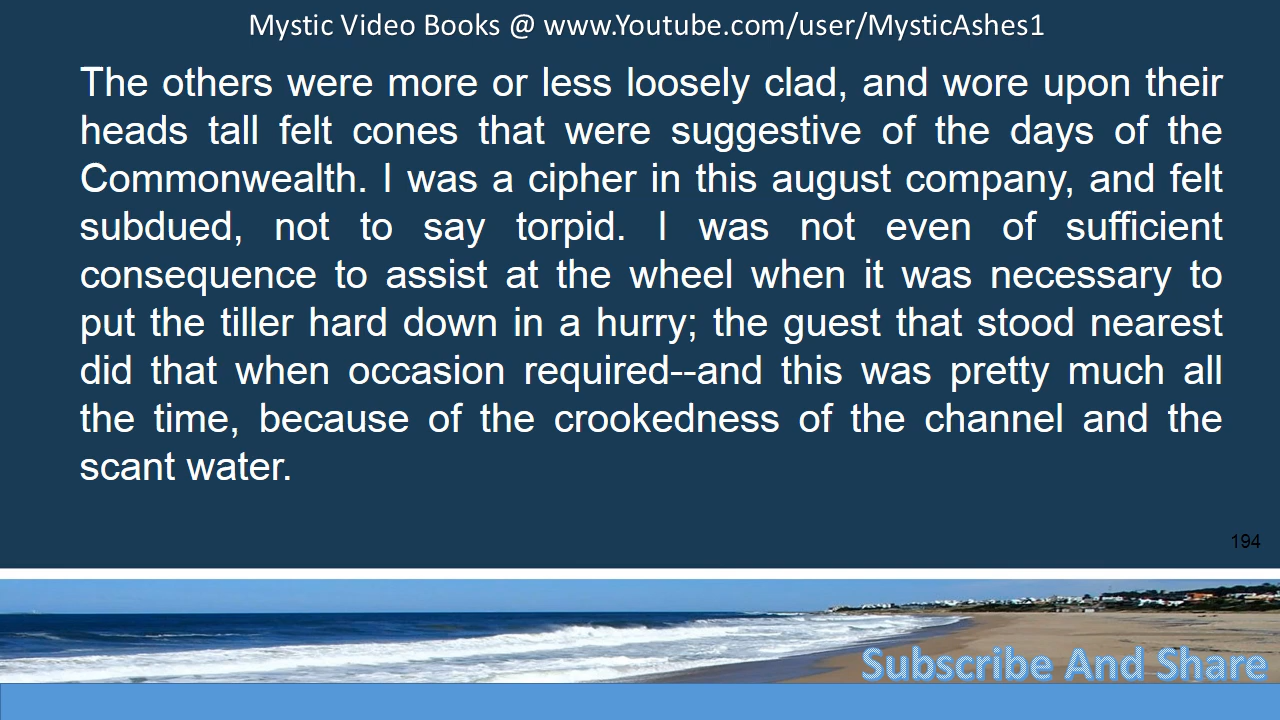 Mystic Video Books @ www.Youtube.com/user/MysticAshes1
The others were more or less loosely clad, and wore upon their
heads tall felt cones that were suggestive of the days of the
Commonwealth. I was a cipher in this august company, and felt
subdued, not to say torpid. I was not even of sufficient
consequence to assist at the wheel when it was necessary to
put the tiller hard down in a hurry; the guest that stood nearest
did that when occasion required--and this was pretty much all
the time, because of the crookedness of the channel and the
scant water.
194
Subscribe And Share